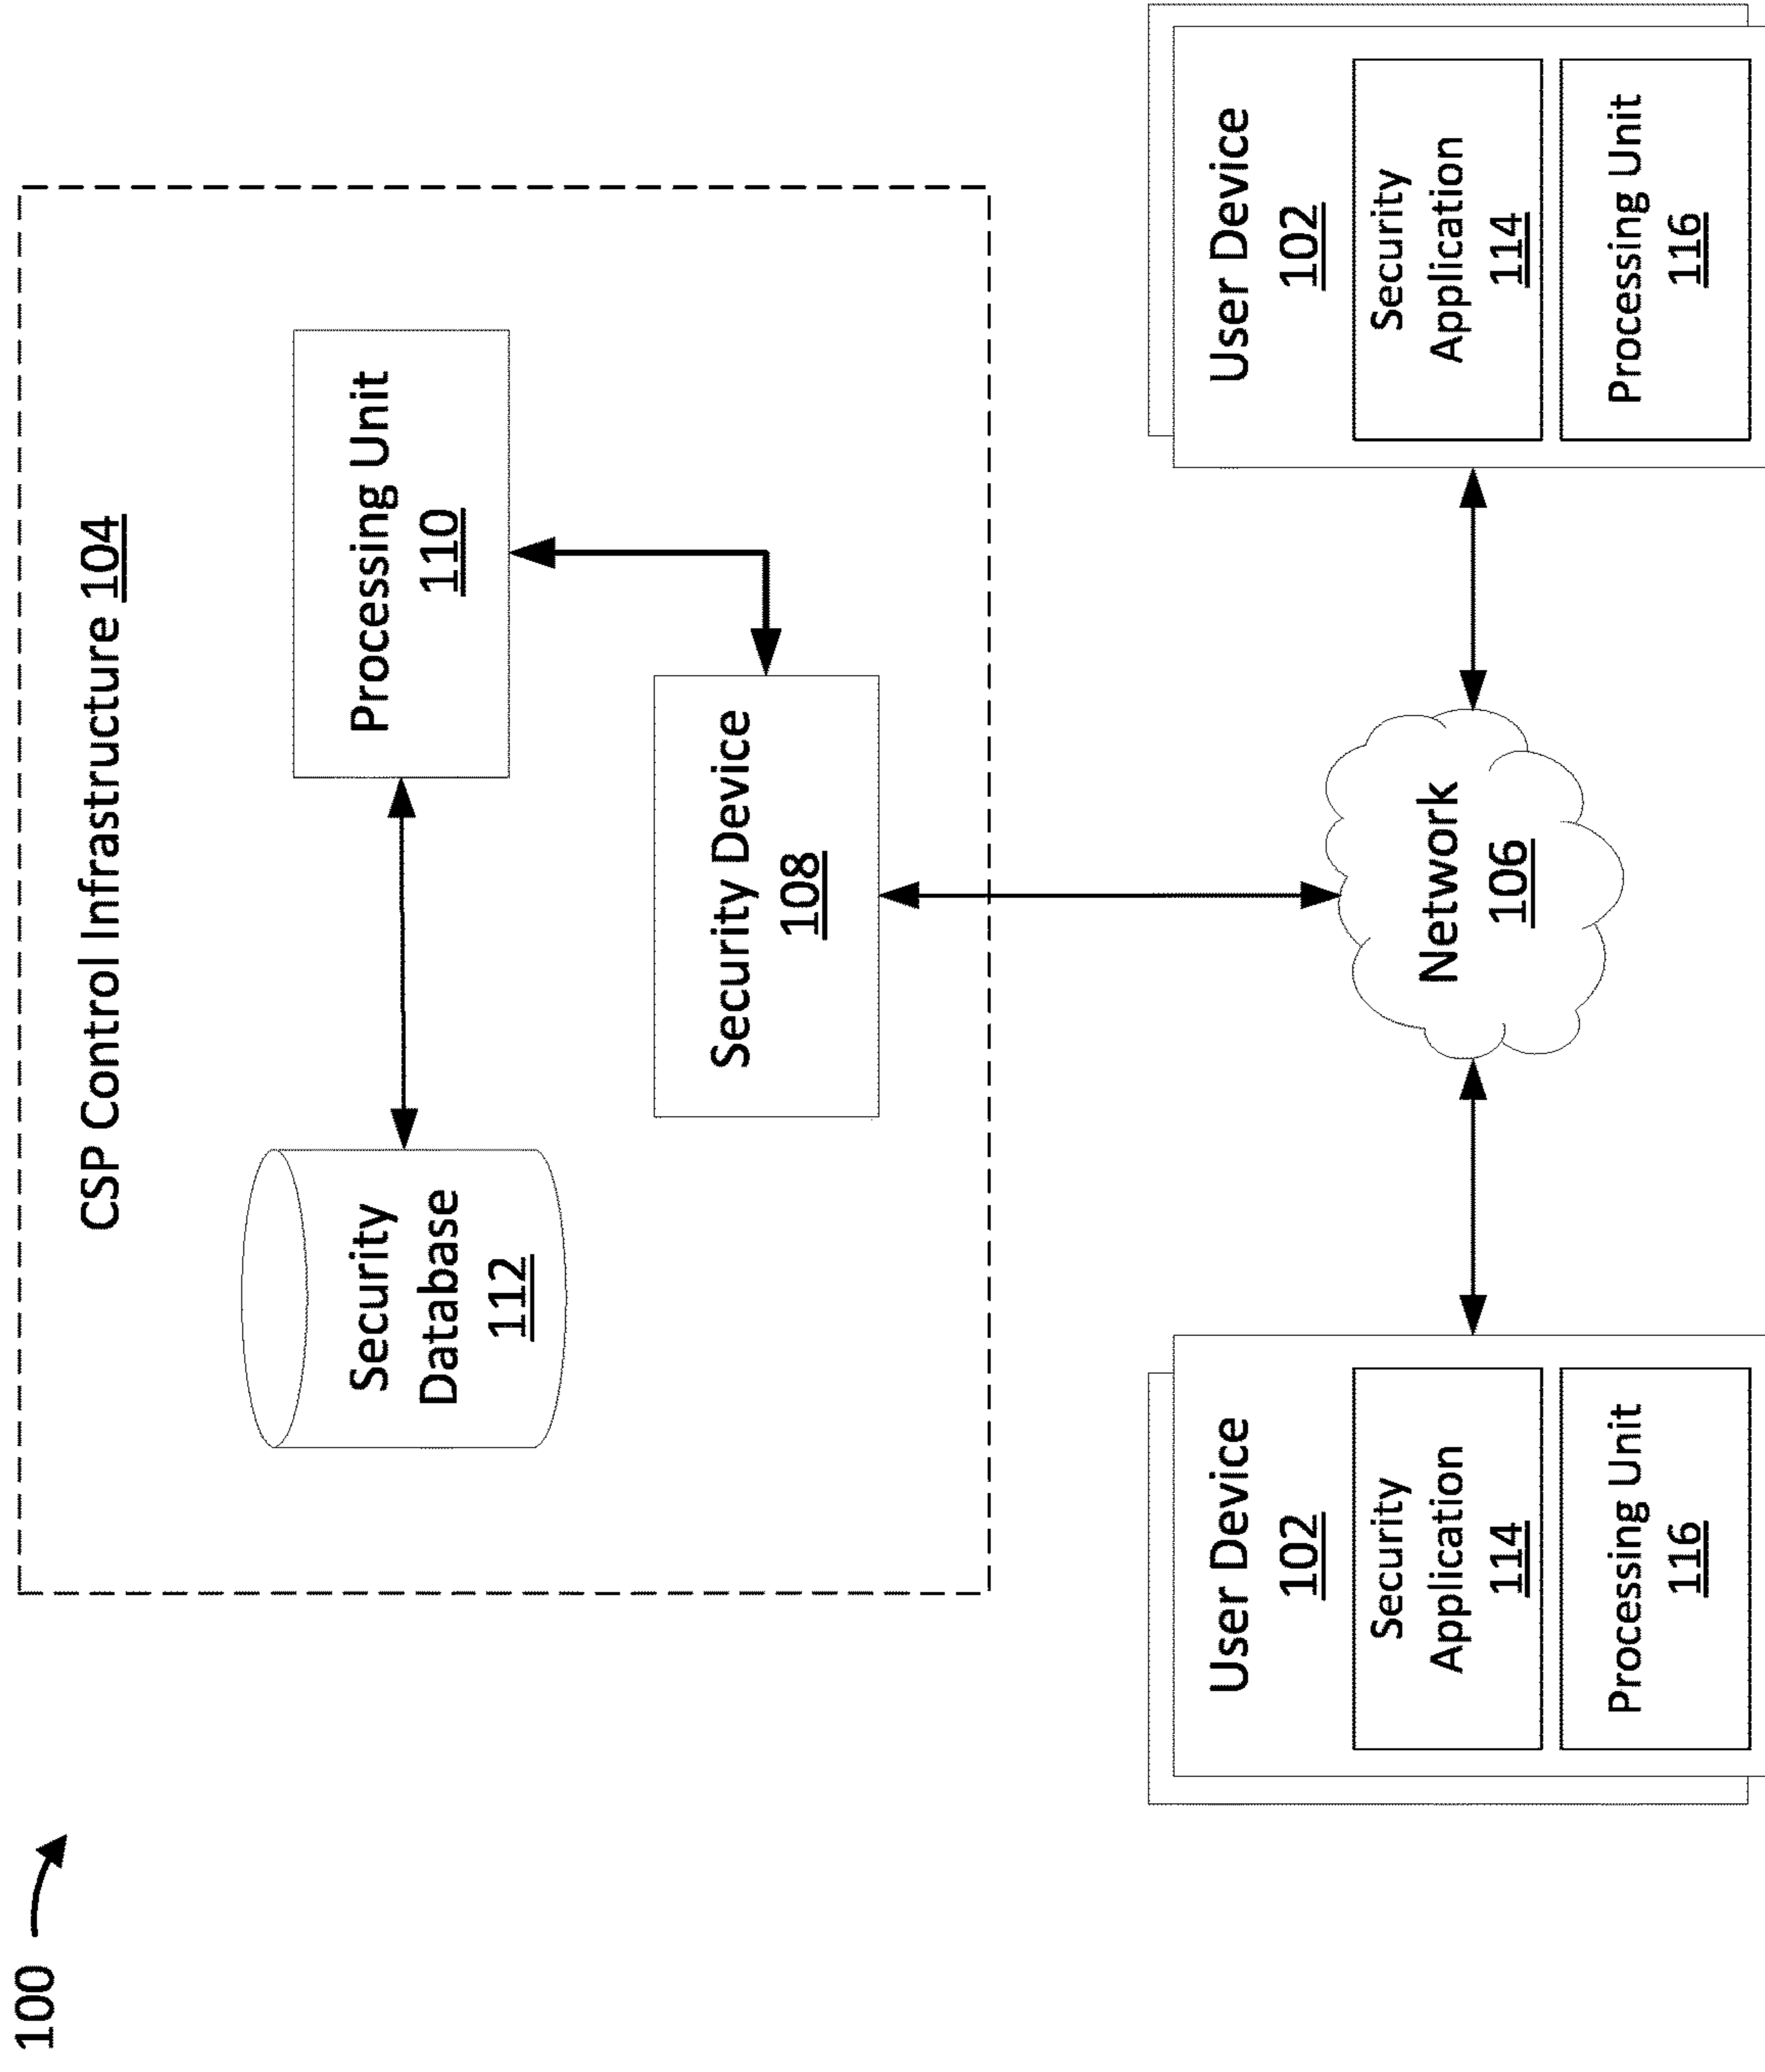 100
CSP Control Infrastructure 104
Security
Database
112
Processing Unit
110
Security Device
108
User Device
102
Security
Application
114
Processing Unit
116
Network
106
User Device
102
Security
Application
114
Processing Unit
116